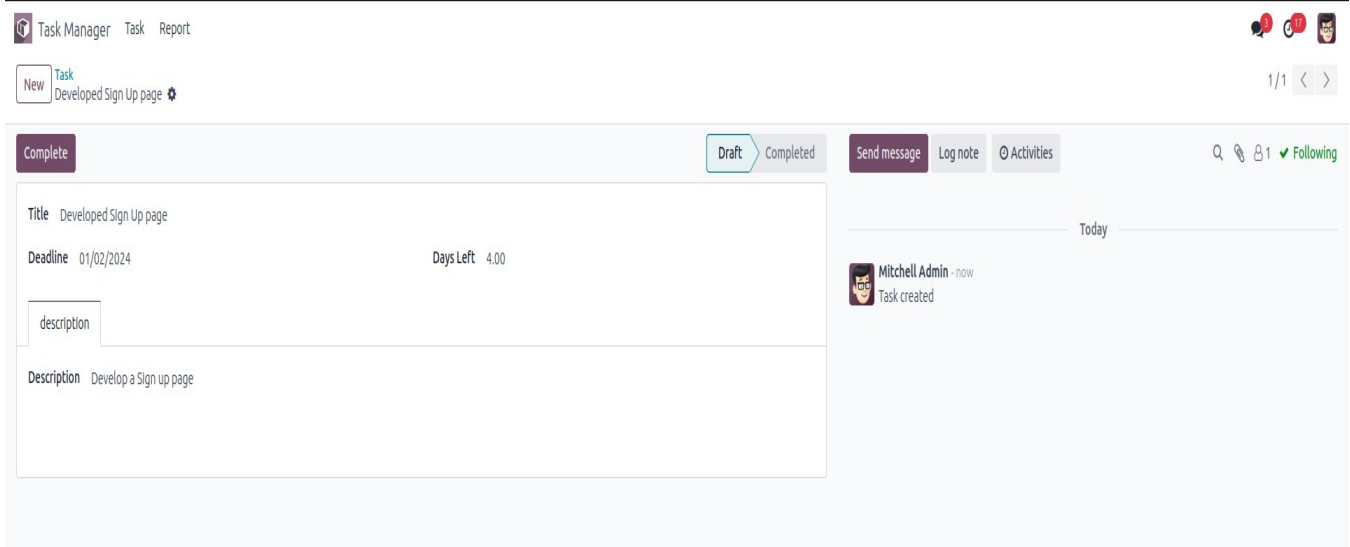 Task Manager Task Report 3 17
New Task
Developed Sign Up page
1/1
Complete
Draft Completed
Send message Log note Activities 1 Following
Title Developed Sign Up page
Deadline 01/02/2024 Days Left 4.00
description
Description Develop a Sign up page
Today
Mitchell Admin - now
Task created